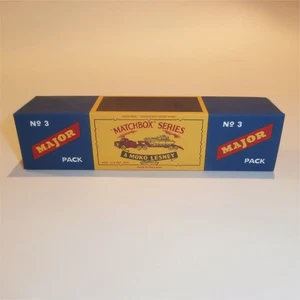 Nº 3
MAJOR
PACK
"MATCHBOX" SERIES
A MOKO LESNEY
Nº 3
MAJOR
PACK